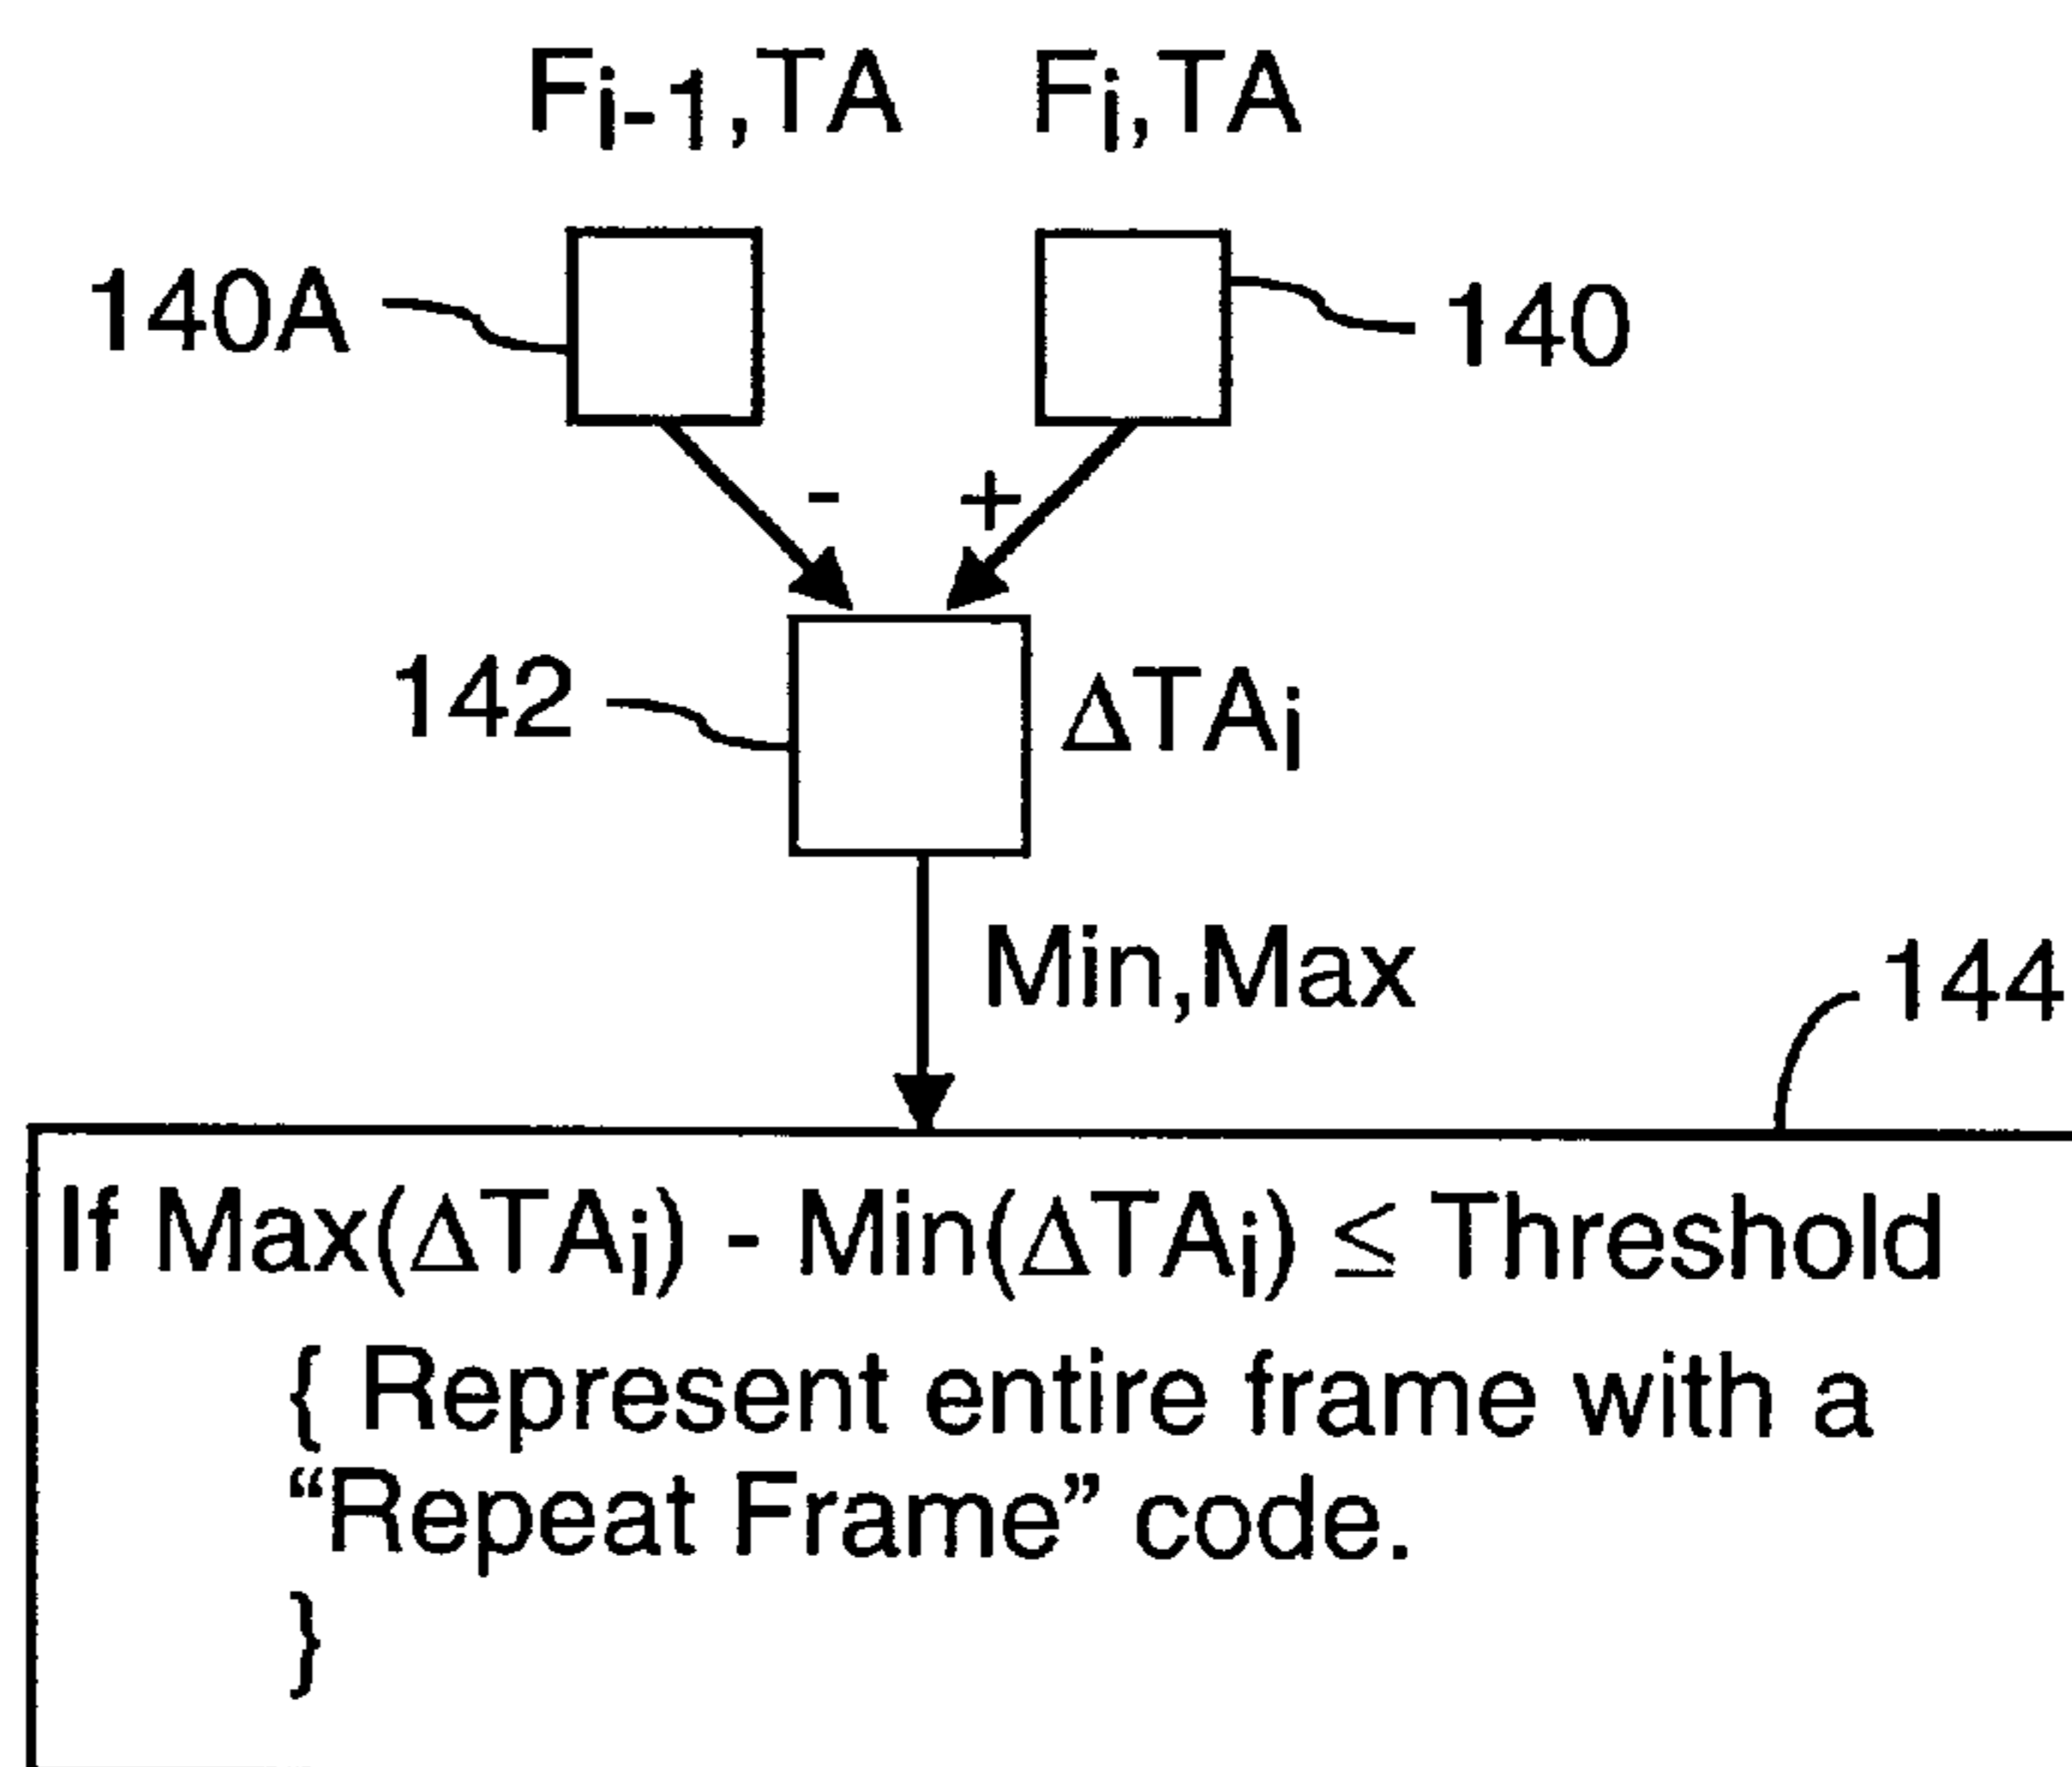 Fi-1,TA Fi,TA
140A
140
- +
142
ΔTAi
Min,Max
144
If Max(ΔTAi) - Min(ΔTAi) ≤ Threshold
{ Represent entire frame with a
“Repeat Frame” code.
}